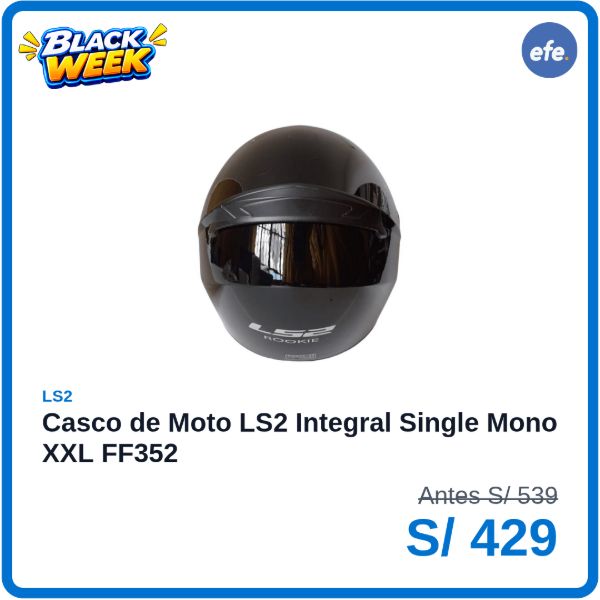 BLACK
WEEK
efe.
LS2
ROOKIE
LS2
Casco de Moto LS2 Integral Single Mono
XXL FF352
Antes S/ 539
S/ 429